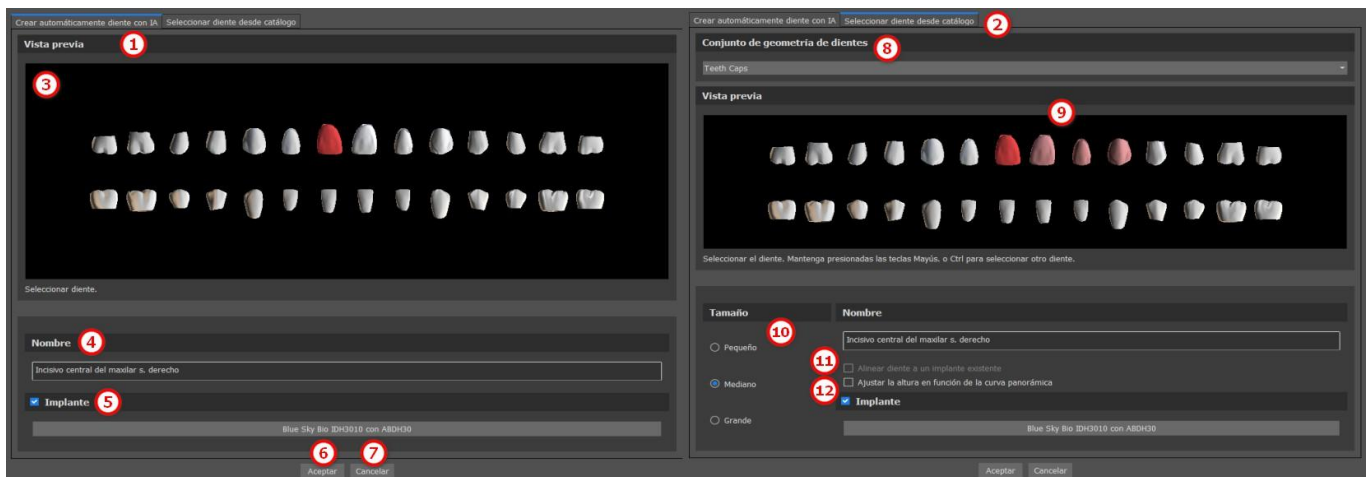 Crear automáticamente diente con IA Seleccionar diente desde catálogo
1
Vista previa
3
Seleccionar diente.
4
Nombre
Incisivo central del maxilar s. derecho
5
Implante
Blue Sky Bio IDH3010 con ABDH30
6
7
Aceptar Cancelar
Crear automáticamente diente con IA Seleccionar diente desde catálogo
2
Conjunto de geometría de dientes
8
Teeth Caps
Vista previa
9
Seleccionar el diente. Mantenga presionadas las teclas Mayús. o Ctrl para seleccionar otro diente.
Tamaño
10
Pequeño
Mediano
Grande
Nombre
Incisivo central del maxilar s. derecho
11
Alinear diente a un implante existente
12
Ajustar la altura en función de la curva panorámica
Implante
Blue Sky Bio IDH3010 con ABDH30
Aceptar Cancelar